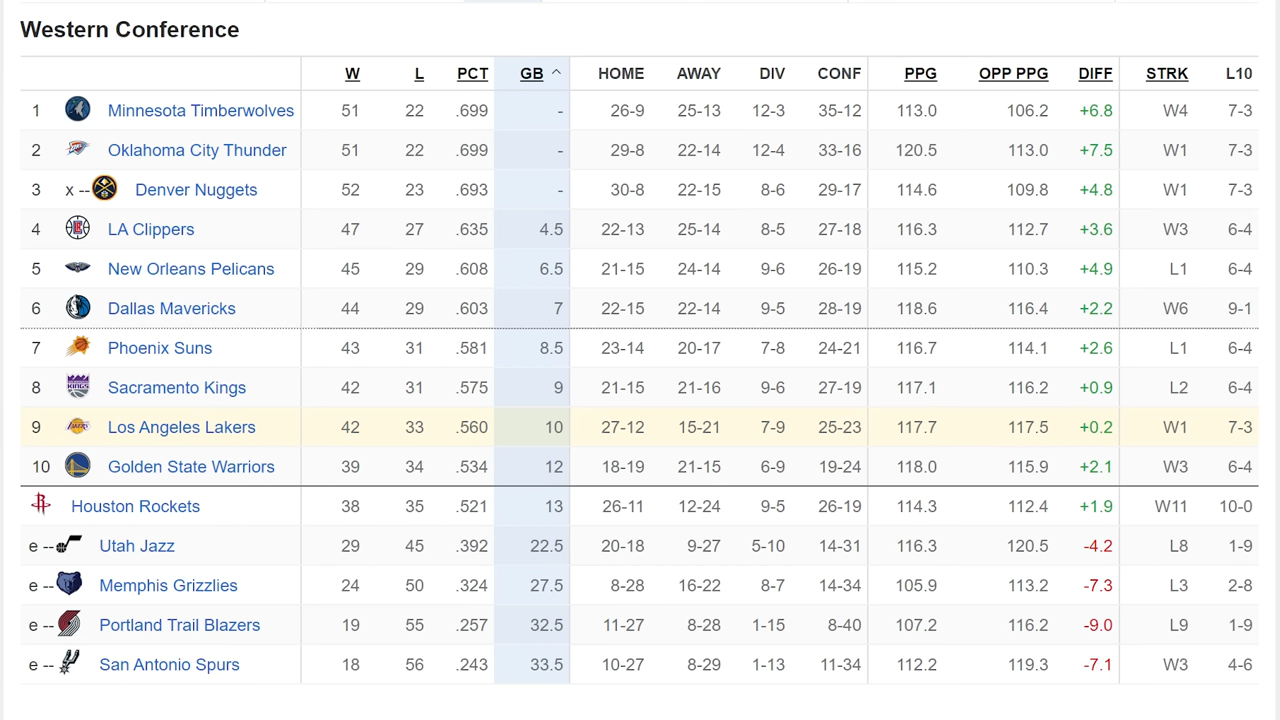 Western Conference
W L PCT GB ^ HOME AWAY DIV CONF PPG OPP PPG DIFF STRK L10
1 Minnesota Timberwolves 51 22 .699 - 26-9 25-13 12-3 35-12 113.0 106.2 +6.8 W4 7-3
2 Oklahoma City Thunder 51 22 .699 - 29-8 22-14 12-4 33-16 120.5 113.0 +7.5 W1 7-3
3 x -- Denver Nuggets 52 23 .693 - 30-8 22-15 8-6 29-17 114.6 109.8 +4.8 W1 7-3
4 LA Clippers 47 27 .635 4.5 22-13 25-14 8-5 27-18 116.3 112.7 +3.6 W3 6-4
5 New Orleans Pelicans 45 29 .608 6.5 21-15 24-14 9-6 26-19 115.2 110.3 +4.9 L1 6-4
6 Dallas Mavericks 44 29 .603 7 22-15 22-14 9-5 28-19 118.6 116.4 +2.2 W6 9-1
7 Phoenix Suns 43 31 .581 8.5 23-14 20-17 7-8 24-21 116.7 114.1 +2.6 L1 6-4
8 Sacramento Kings 42 31 .575 9 21-15 21-16 9-6 27-19 117.1 116.2 +0.9 L2 6-4
9 Los Angeles Lakers 42 33 .560 10 27-12 15-21 7-9 25-23 117.7 117.5 +0.2 W1 7-3
10 Golden State Warriors 39 34 .534 12 18-19 21-15 6-9 19-24 118.0 115.9 +2.1 W3 6-4
Houston Rockets 38 35 .521 13 26-11 12-24 9-5 26-19 114.3 112.4 +1.9 W11 10-0
e -- Utah Jazz 29 45 .392 22.5 20-18 9-27 5-10 14-31 116.3 120.5 -4.2 L8 1-9
e -- Memphis Grizzlies 24 50 .324 27.5 8-28 16-22 8-7 14-34 105.9 113.2 -7.3 L3 2-8
e -- Portland Trail Blazers 19 55 .257 32.5 11-27 8-28 1-15 8-40 107.2 116.2 -9.0 L9 1-9
e -- San Antonio Spurs 18 56 .243 33.5 10-27 8-29 1-13 11-34 112.2 119.3 -7.1 W3 4-6